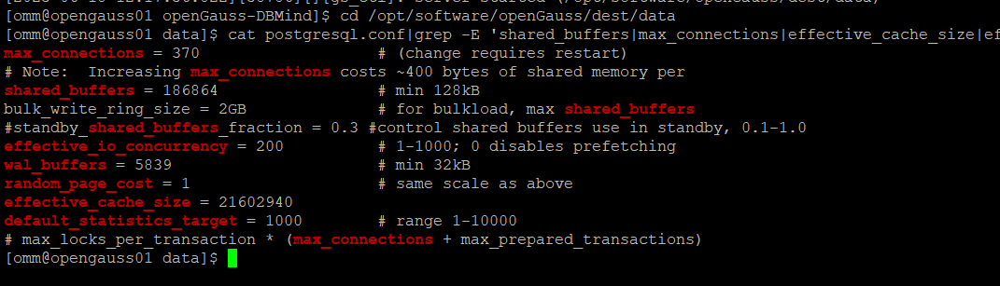 [omm@opengauss01 openGauss-DBMind]$ cd /opt/software/openGauss/dest/data
[omm@opengauss01 data]$ cat postgresql.conf|grep -E 'shared_buffers|max_connections|effective_cache_size|ef
max_connections = 370                   # (change requires restart)
# Note:  Increasing max_connections costs ~400 bytes of shared memory per
shared_buffers = 186864                 # min 128kB
bulk_write_ring_size = 2GB              # for bulkload, max shared_buffers
#standby_shared_buffers_fraction = 0.3 #control shared buffers use in standby, 0.1-1.0
effective_io_concurrency = 200          # 1-1000; 0 disables prefetching
wal_buffers = 5839                      # min 32kB
random_page_cost = 1                    # same scale as above
effective_cache_size = 21602940
default_statistics_target = 1000        # range 1-10000
# max_locks_per_transaction * (max_connections + max_prepared_transactions)
[omm@opengauss01 data]$